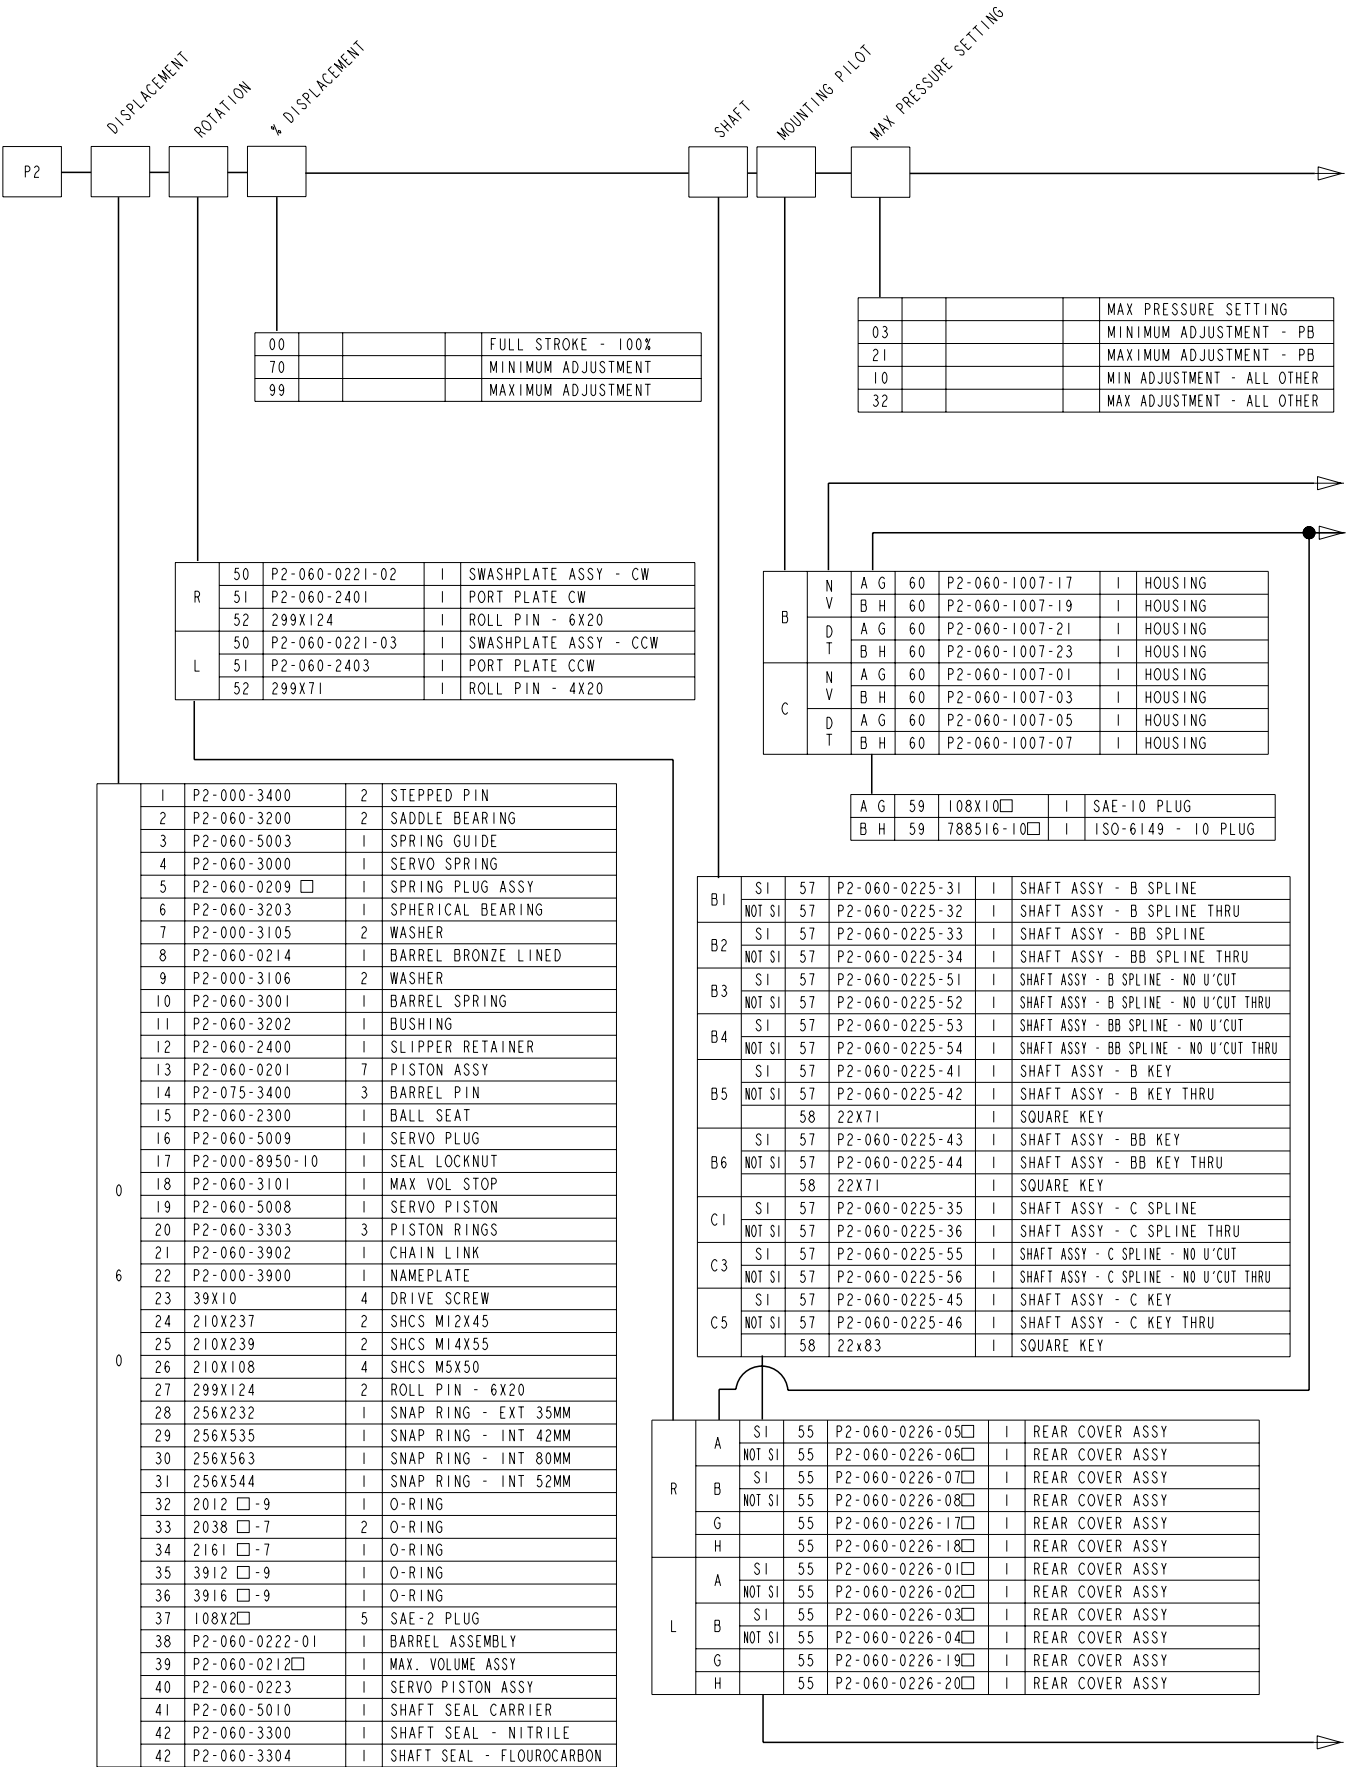 DISPLACEMENT
ROTATION
% DISPLACEMENT
SHAFT
MOUNTING PILOT
MAX PRESSURE SETTING
P2
MAX PRESSURE SETTING
03 MINIMUM ADJUSTMENT - PB
21 MAXIMUM ADJUSTMENT - PB
10 MIN ADJUSTMENT - ALL OTHER
32 MAX ADJUSTMENT - ALL OTHER
00 FULL STROKE - 100%
70 MINIMUM ADJUSTMENT
99 MAXIMUM ADJUSTMENT
R
50 P2-060-0221-02 1 SWASHPLATE ASSY - CW
51 P2-060-2401 1 PORT PLATE CW
52 299X124 1 ROLL PIN - 6X20
L
50 P2-060-0221-03 1 SWASHPLATE ASSY - CCW
51 P2-060-2403 1 PORT PLATE CCW
52 299X71 1 ROLL PIN - 4X20
B
N V
A G 60 P2-060-1007-17 1 HOUSING
B H 60 P2-060-1007-19 1 HOUSING
D T
A G 60 P2-060-1007-21 1 HOUSING
B H 60 P2-060-1007-23 1 HOUSING
C
N V
A G 60 P2-060-1007-01 1 HOUSING
B H 60 P2-060-1007-03 1 HOUSING
D T
A G 60 P2-060-1007-05 1 HOUSING
B H 60 P2-060-1007-07 1 HOUSING
A G 59 108X10□ 1 SAE-10 PLUG
B H 59 788516-10□ 1 ISO-6149 - 10 PLUG
0 6 0
1 P2-000-3400 2 STEPPED PIN
2 P2-060-3200 2 SADDLE BEARING
3 P2-060-5003 1 SPRING GUIDE
4 P2-060-3000 1 SERVO SPRING
5 P2-060-0209 □ 1 SPRING PLUG ASSY
6 P2-060-3203 1 SPHERICAL BEARING
7 P2-000-3105 2 WASHER
8 P2-060-0214 1 BARREL BRONZE LINED
9 P2-000-3106 2 WASHER
10 P2-060-3001 1 BARREL SPRING
11 P2-060-3202 1 BUSHING
12 P2-060-2400 1 SLIPPER RETAINER
13 P2-060-0201 7 PISTON ASSY
14 P2-075-3400 3 BARREL PIN
15 P2-060-2300 1 BALL SEAT
16 P2-060-5009 1 SERVO PLUG
17 P2-000-8950-10 1 SEAL LOCKNUT
18 P2-060-3101 1 MAX VOL STOP
19 P2-060-5008 1 SERVO PISTON
20 P2-060-3303 3 PISTON RINGS
21 P2-060-3902 1 CHAIN LINK
22 P2-000-3900 1 NAMEPLATE
23 39X10 4 DRIVE SCREW
24 210X237 2 SHCS M12X45
25 210X239 2 SHCS M14X55
26 210X108 4 SHCS M5X50
27 299X124 2 ROLL PIN - 6X20
28 256X232 1 SNAP RING - EXT 35MM
29 256X535 1 SNAP RING - INT 42MM
30 256X563 1 SNAP RING - INT 80MM
31 256X544 1 SNAP RING - INT 52MM
32 2012 □-9 1 O-RING
33 2038 □-7 2 O-RING
34 2161 □-7 1 O-RING
35 3912 □-9 1 O-RING
36 3916 □-9 1 O-RING
37 108X2□ 5 SAE-2 PLUG
38 P2-060-0222-01 1 BARREL ASSEMBLY
39 P2-060-0212□ 1 MAX. VOLUME ASSY
40 P2-060-0223 1 SERVO PISTON ASSY
41 P2-060-5010 1 SHAFT SEAL CARRIER
42 P2-060-3300 1 SHAFT SEAL - NITRILE
42 P2-060-3304 1 SHAFT SEAL - FLOUROCARBON
B1
S1 57 P2-060-0225-31 1 SHAFT ASSY - B SPLINE
NOT S1 57 P2-060-0225-32 1 SHAFT ASSY - B SPLINE THRU
B2
S1 57 P2-060-0225-33 1 SHAFT ASSY - BB SPLINE
NOT S1 57 P2-060-0225-34 1 SHAFT ASSY - BB SPLINE THRU
B3
S1 57 P2-060-0225-51 1 SHAFT ASSY - B SPLINE - NO U'CUT
NOT S1 57 P2-060-0225-52 1 SHAFT ASSY - B SPLINE - NO U'CUT THRU
B4
S1 57 P2-060-0225-53 1 SHAFT ASSY - BB SPLINE - NO U'CUT
NOT S1 57 P2-060-0225-54 1 SHAFT ASSY - BB SPLINE - NO U'CUT THRU
B5
S1 57 P2-060-0225-41 1 SHAFT ASSY - B KEY
NOT S1 57 P2-060-0225-42 1 SHAFT ASSY - B KEY THRU
58 22X71 1 SQUARE KEY
B6
S1 57 P2-060-0225-43 1 SHAFT ASSY - BB KEY
NOT S1 57 P2-060-0225-44 1 SHAFT ASSY - BB KEY THRU
58 22X71 1 SQUARE KEY
C1
S1 57 P2-060-0225-35 1 SHAFT ASSY - C SPLINE
NOT S1 57 P2-060-0225-36 1 SHAFT ASSY - C SPLINE THRU
C3
S1 57 P2-060-0225-55 1 SHAFT ASSY - C SPLINE - NO U'CUT
NOT S1 57 P2-060-0225-56 1 SHAFT ASSY - C SPLINE - NO U'CUT THRU
C5
S1 57 P2-060-0225-45 1 SHAFT ASSY - C KEY
NOT S1 57 P2-060-0225-46 1 SHAFT ASSY - C KEY THRU
58 22x83 1 SQUARE KEY
R
A
S1 55 P2-060-0226-05□ 1 REAR COVER ASSY
NOT S1 55 P2-060-0226-06□ 1 REAR COVER ASSY
B
S1 55 P2-060-0226-07□ 1 REAR COVER ASSY
NOT S1 55 P2-060-0226-08□ 1 REAR COVER ASSY
G 55 P2-060-0226-17□ 1 REAR COVER ASSY
H 55 P2-060-0226-18□ 1 REAR COVER ASSY
L
A
S1 55 P2-060-0226-01□ 1 REAR COVER ASSY
NOT S1 55 P2-060-0226-02□ 1 REAR COVER ASSY
B
S1 55 P2-060-0226-03□ 1 REAR COVER ASSY
NOT S1 55 P2-060-0226-04□ 1 REAR COVER ASSY
G 55 P2-060-0226-19□ 1 REAR COVER ASSY
H 55 P2-060-0226-20□ 1 REAR COVER ASSY